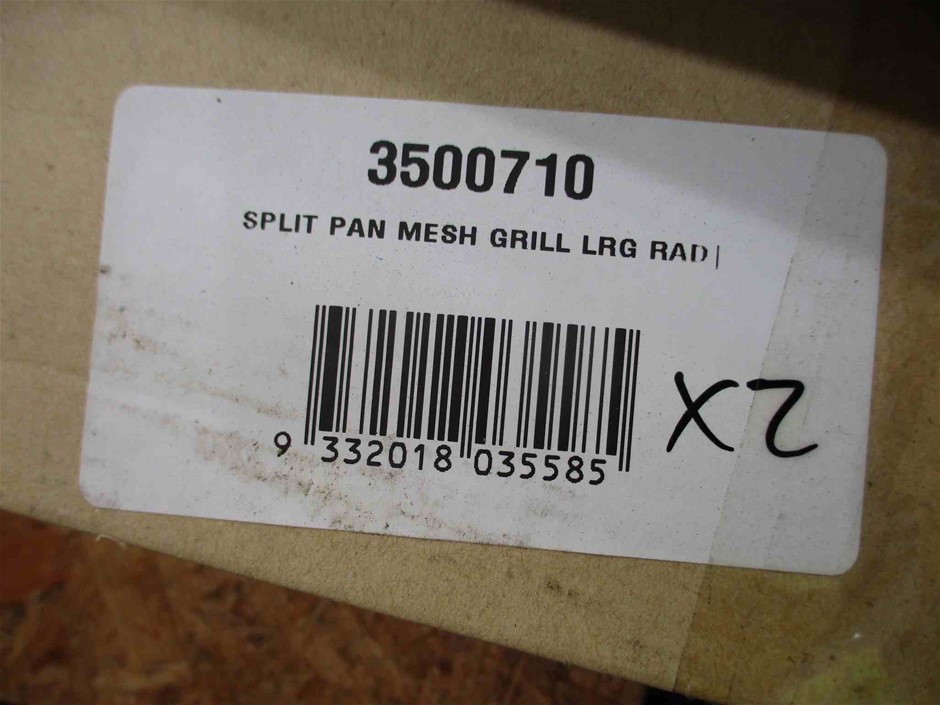 3500710
SPLIT PAN MESH GRILL LRG RAD|
X2
9 332018 035585